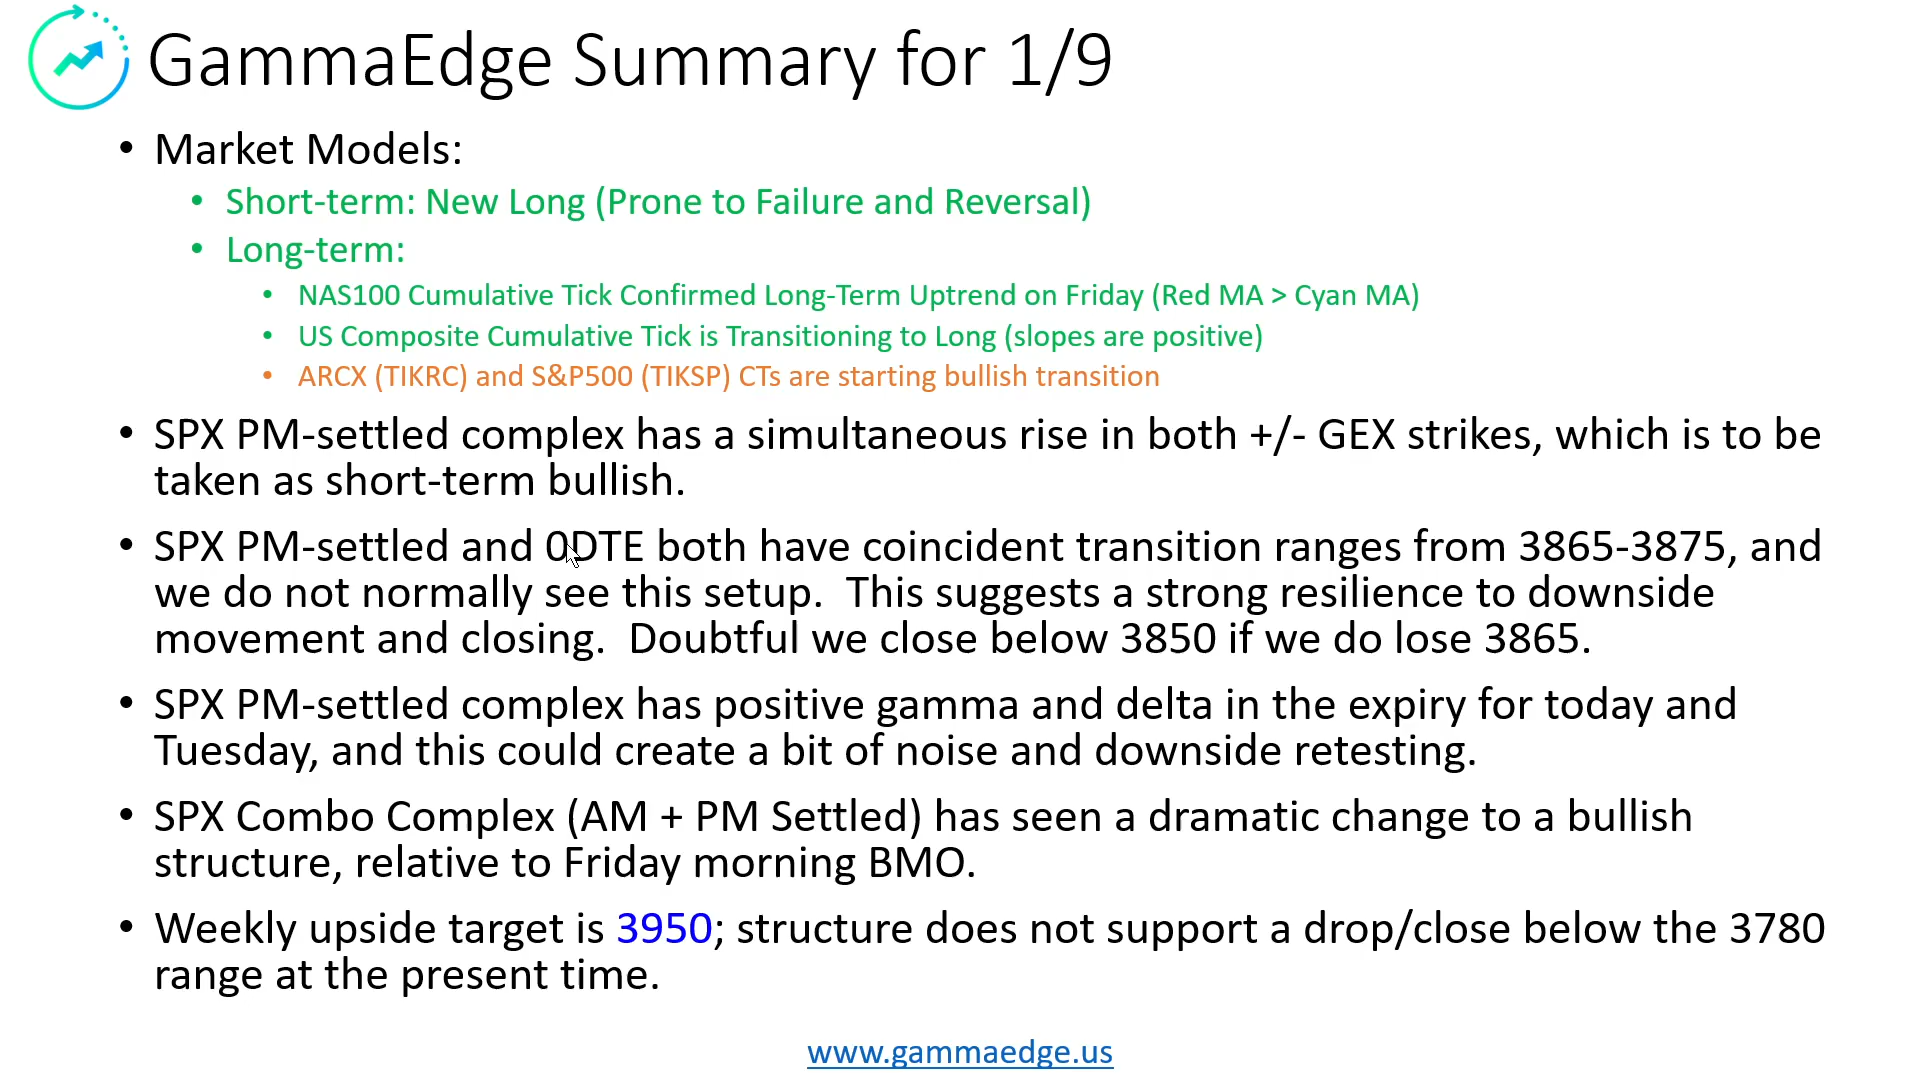 GammaEdge Summary for 1/9
• Market Models:
• Short-term: New Long (Prone to Failure and Reversal)
• Long-term:
• NAS100 Cumulative Tick Confirmed Long-Term Uptrend on Friday (Red MA > Cyan MA)
• US Composite Cumulative Tick is Transitioning to Long (slopes are positive)
• ARCX (TIKRC) and S&P500 (TIKSP) CTs are starting bullish transition
• SPX PM-settled complex has a simultaneous rise in both +/- GEX strikes, which is to be
taken as short-term bullish.
• SPX PM-settled and 0DTE both have coincident transition ranges from 3865-3875, and
we do not normally see this setup.  This suggests a strong resilience to downside
movement and closing.  Doubtful we close below 3850 if we do lose 3865.
• SPX PM-settled complex has positive gamma and delta in the expiry for today and
Tuesday, and this could create a bit of noise and downside retesting.
• SPX Combo Complex (AM + PM Settled) has seen a dramatic change to a bullish
structure, relative to Friday morning BMO.
• Weekly upside target is 3950; structure does not support a drop/close below the 3780
range at the present time.
www.gammaedge.us